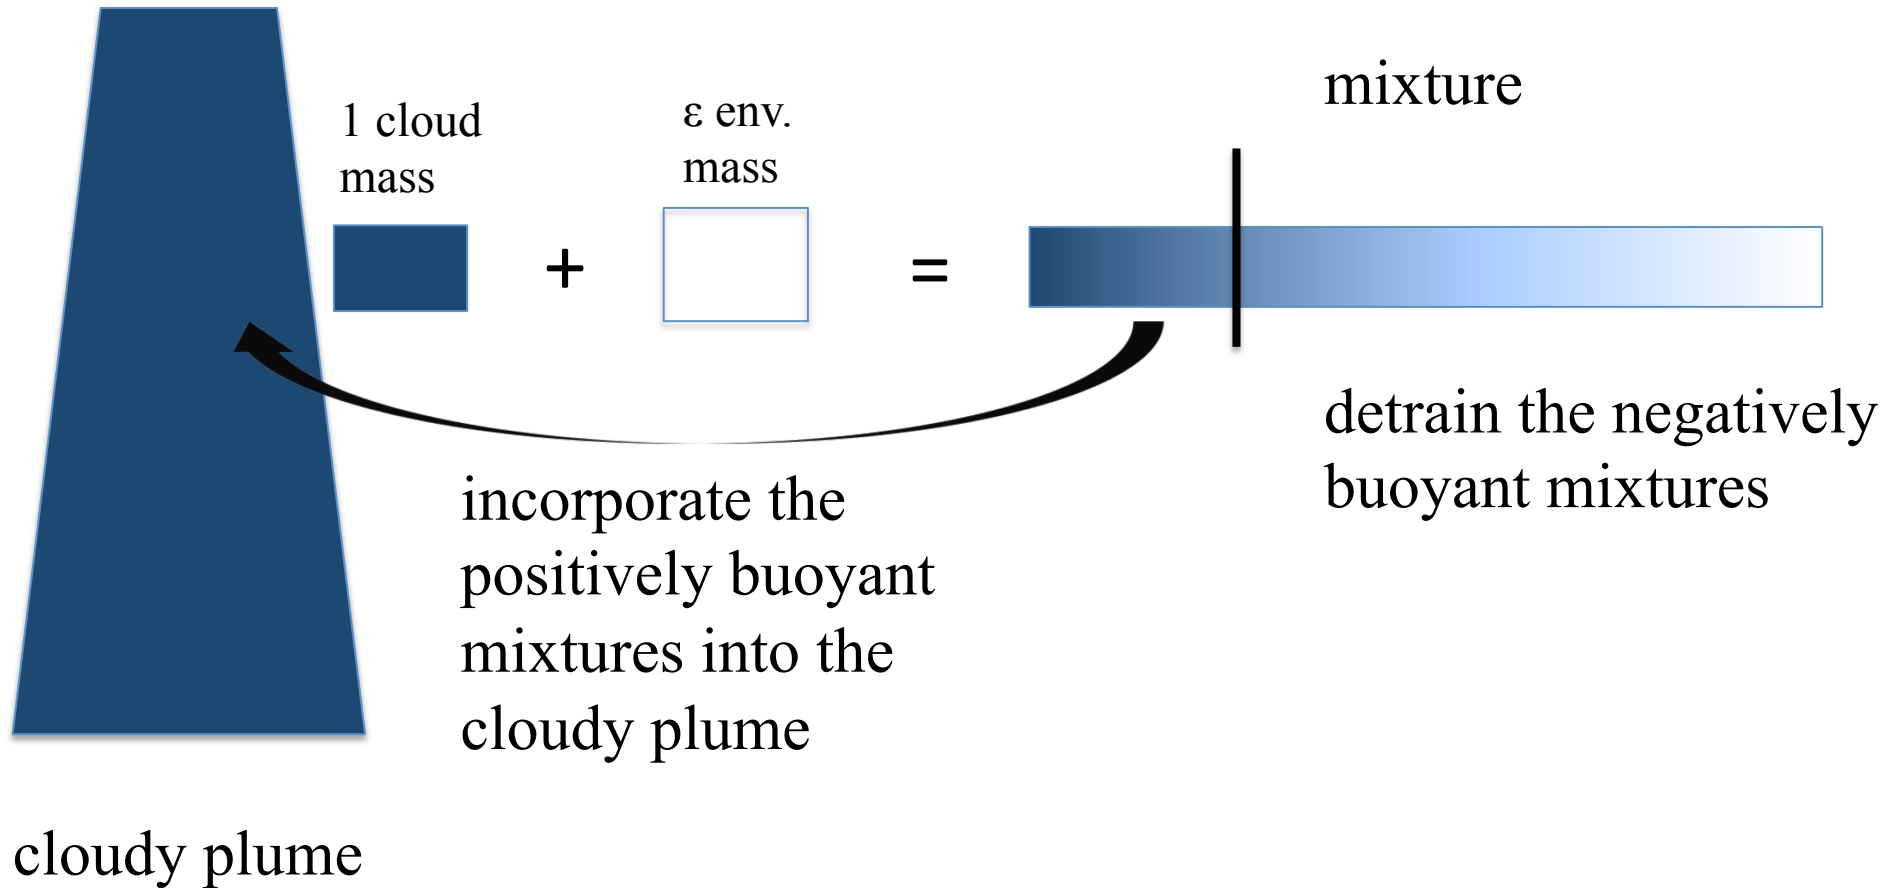 mixture
1 cloud
mass
ε env.
mass
+
=
detrain the negatively
buoyant mixtures
incorporate the
positively buoyant
mixtures into the
cloudy plume
cloudy plume